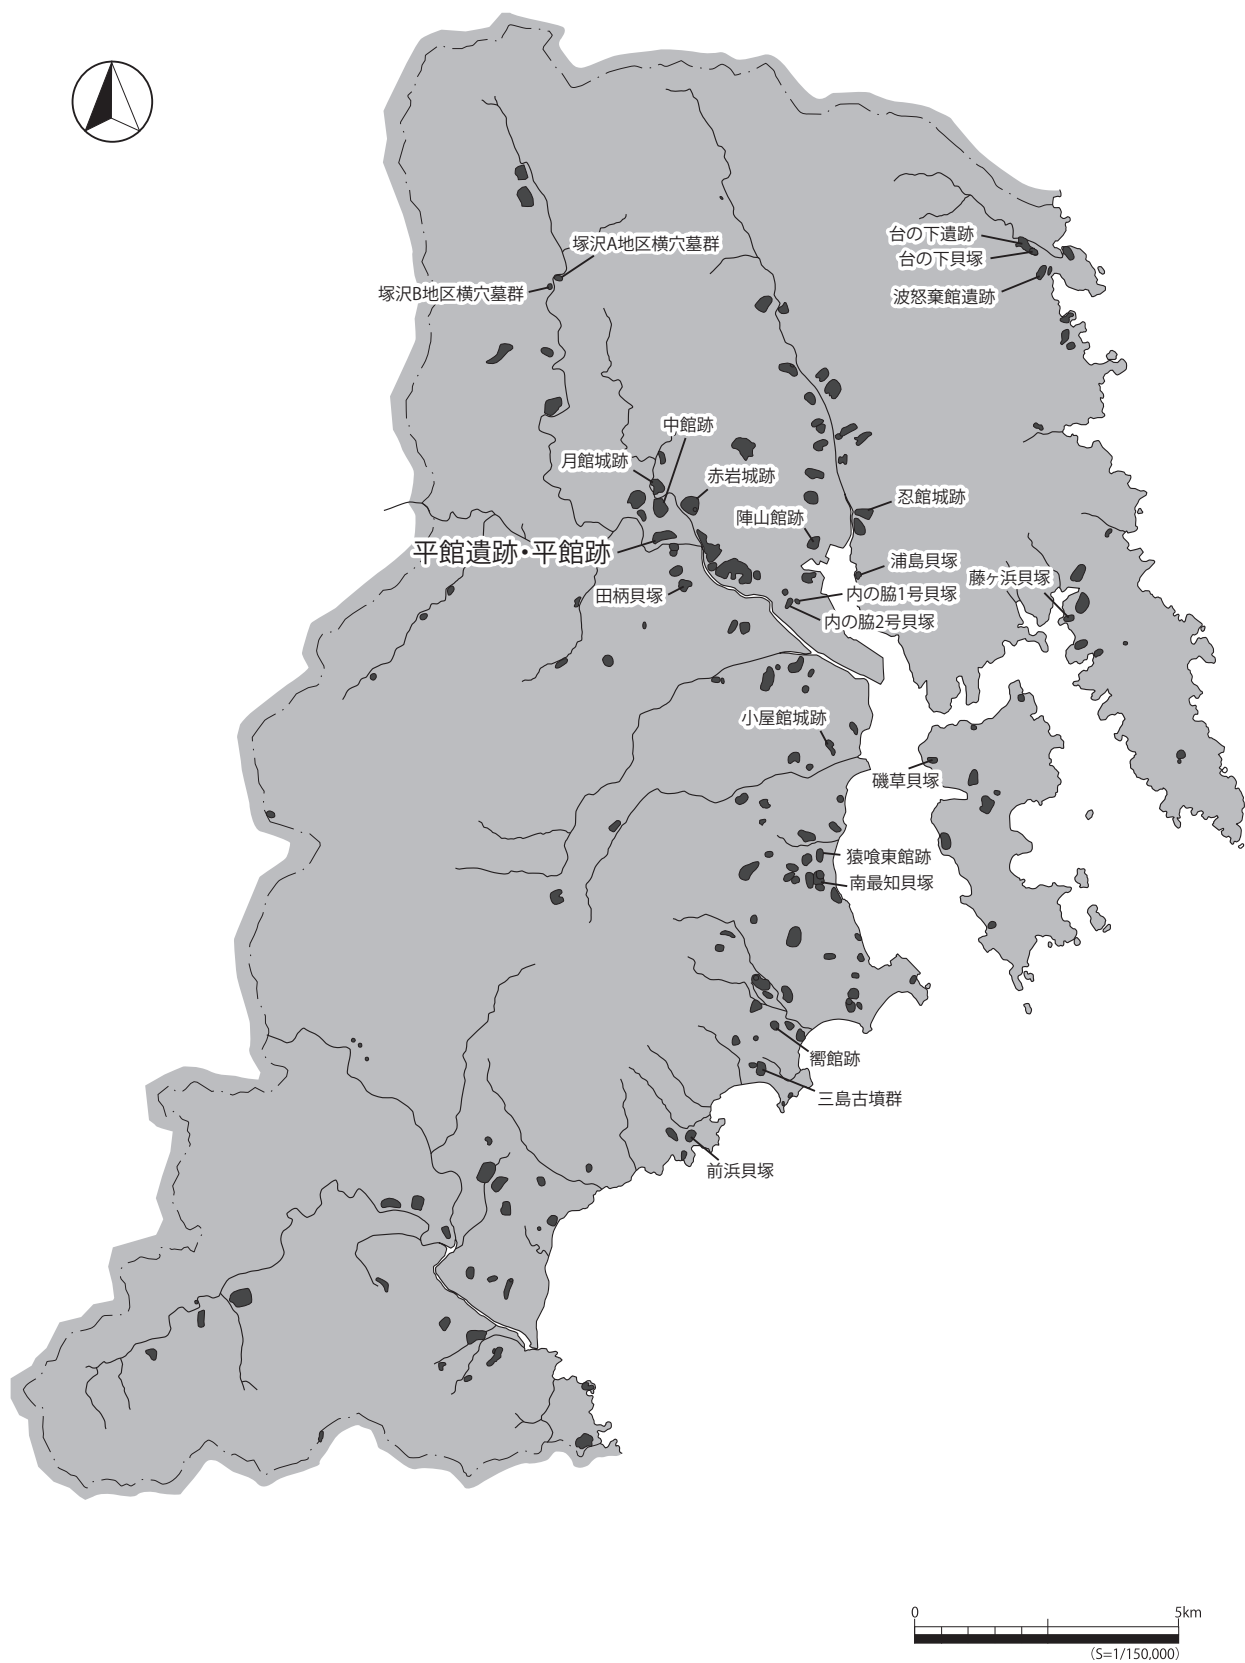 台の下遺跡
塚沢A地区横穴墓群
台の下貝塚
塚沢B地区横穴墓群
波怒棄館遺跡
中館跡
月館城跡
赤岩城跡
忍館城跡
陣山館跡
平館遺跡・平館跡
浦島貝塚
藤ヶ浜貝塚
田柄貝塚
内の脇1号貝塚
内の脇2号貝塚
小屋館城跡
磯草貝塚
猿喰東館跡
南最知貝塚
嚮館跡
三島古墳群
前浜貝塚
0 5km
(S=1/150,000)